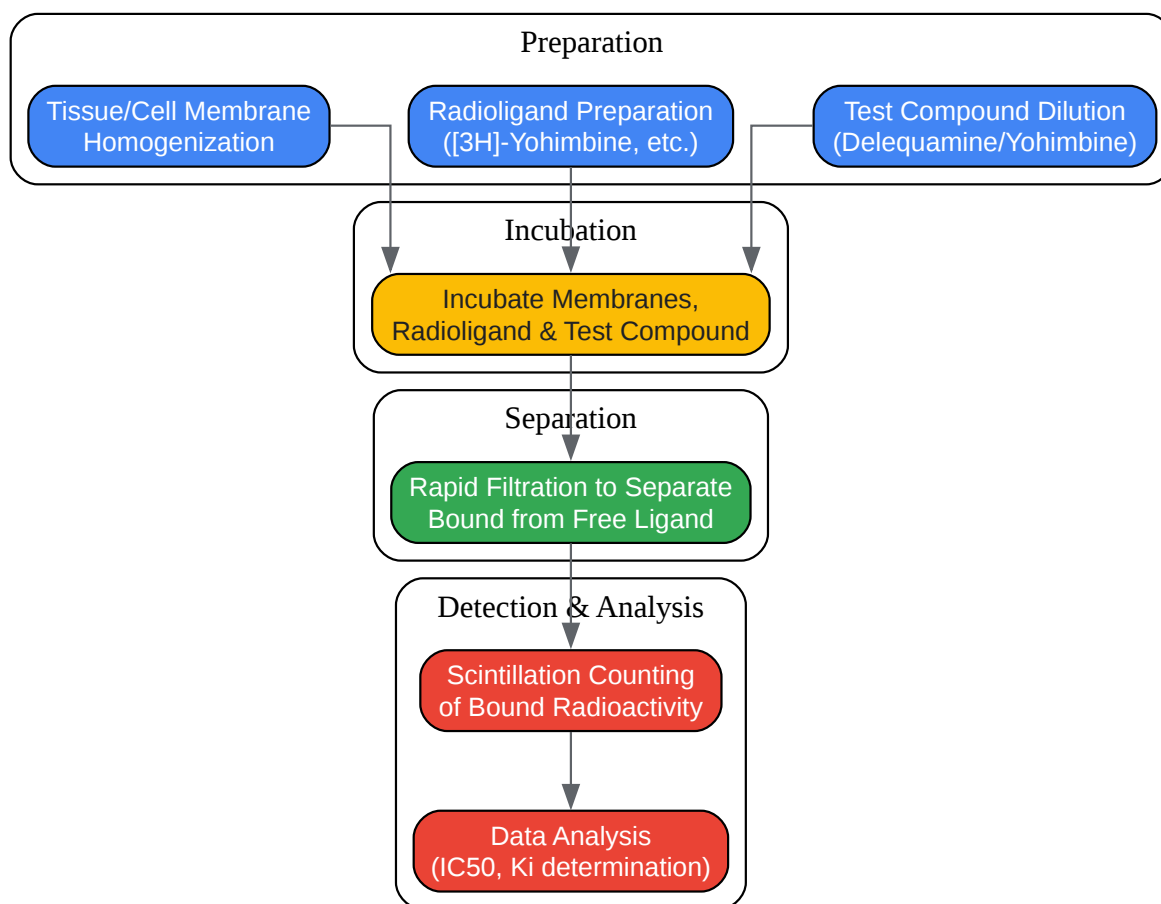 Preparation
Tissue/Cell Membrane
Homogenization
Radioligand Preparation
([3H]-Yohimbine, etc.)
Test Compound Dilution
(Delequamine/Yohimbine)
Incubation
Incubate Membranes,
Radioligand & Test Compound
Separation
Rapid Filtration to Separate
Bound from Free Ligand
Detection & Analysis
Scintillation Counting
of Bound Radioactivity
Data Analysis
(IC50, Ki determination)